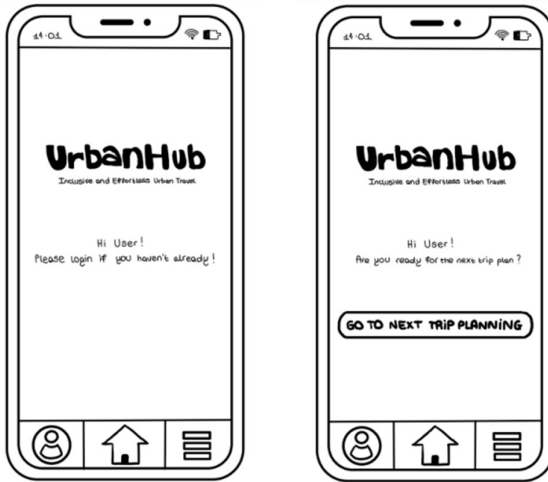 14:01
UrbanHub
Inclusive and Effortless Urban Travel
Hi User!
Please login if you haven't already!
14:01
UrbanHub
Inclusive and Effortless Urban Travel
Hi User!
Are you ready for the next trip plan?
GO TO NEXT TRIP PLANNING